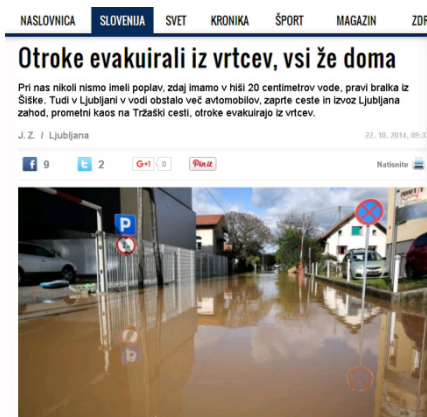 NASLOVNICA SLOVENIJA SVET KRONIKA ŠPORT MAGAZIN
Otroke evakuirali iz vrtcev, vsi že doma
Pri nas nikoli nismo imeli poplav, zdaj imamo v hiši 20 centimetrov vode, pravi bralka iz
Šiške. Tudi v Ljubljani v vodi obstalo več avtomobilov, zaprte ceste in izvoz Ljubljana
zahod, prometni kaos na Tržaški cesti, otroke evakuirajo iz vrtcev.
J. Z. / Ljubljana 22. 10. 2014,
f 9 2 G+1 0 Pin it Natisnite
P